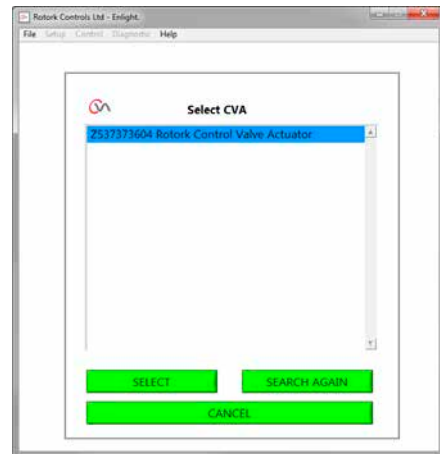 Rotork Controls Ltd - Enlight.
File Setup Control Diagnostic Help
Select CVA
Z537373604 Rotork Control Valve Actuator
SELECT SEARCH AGAIN
CANCEL